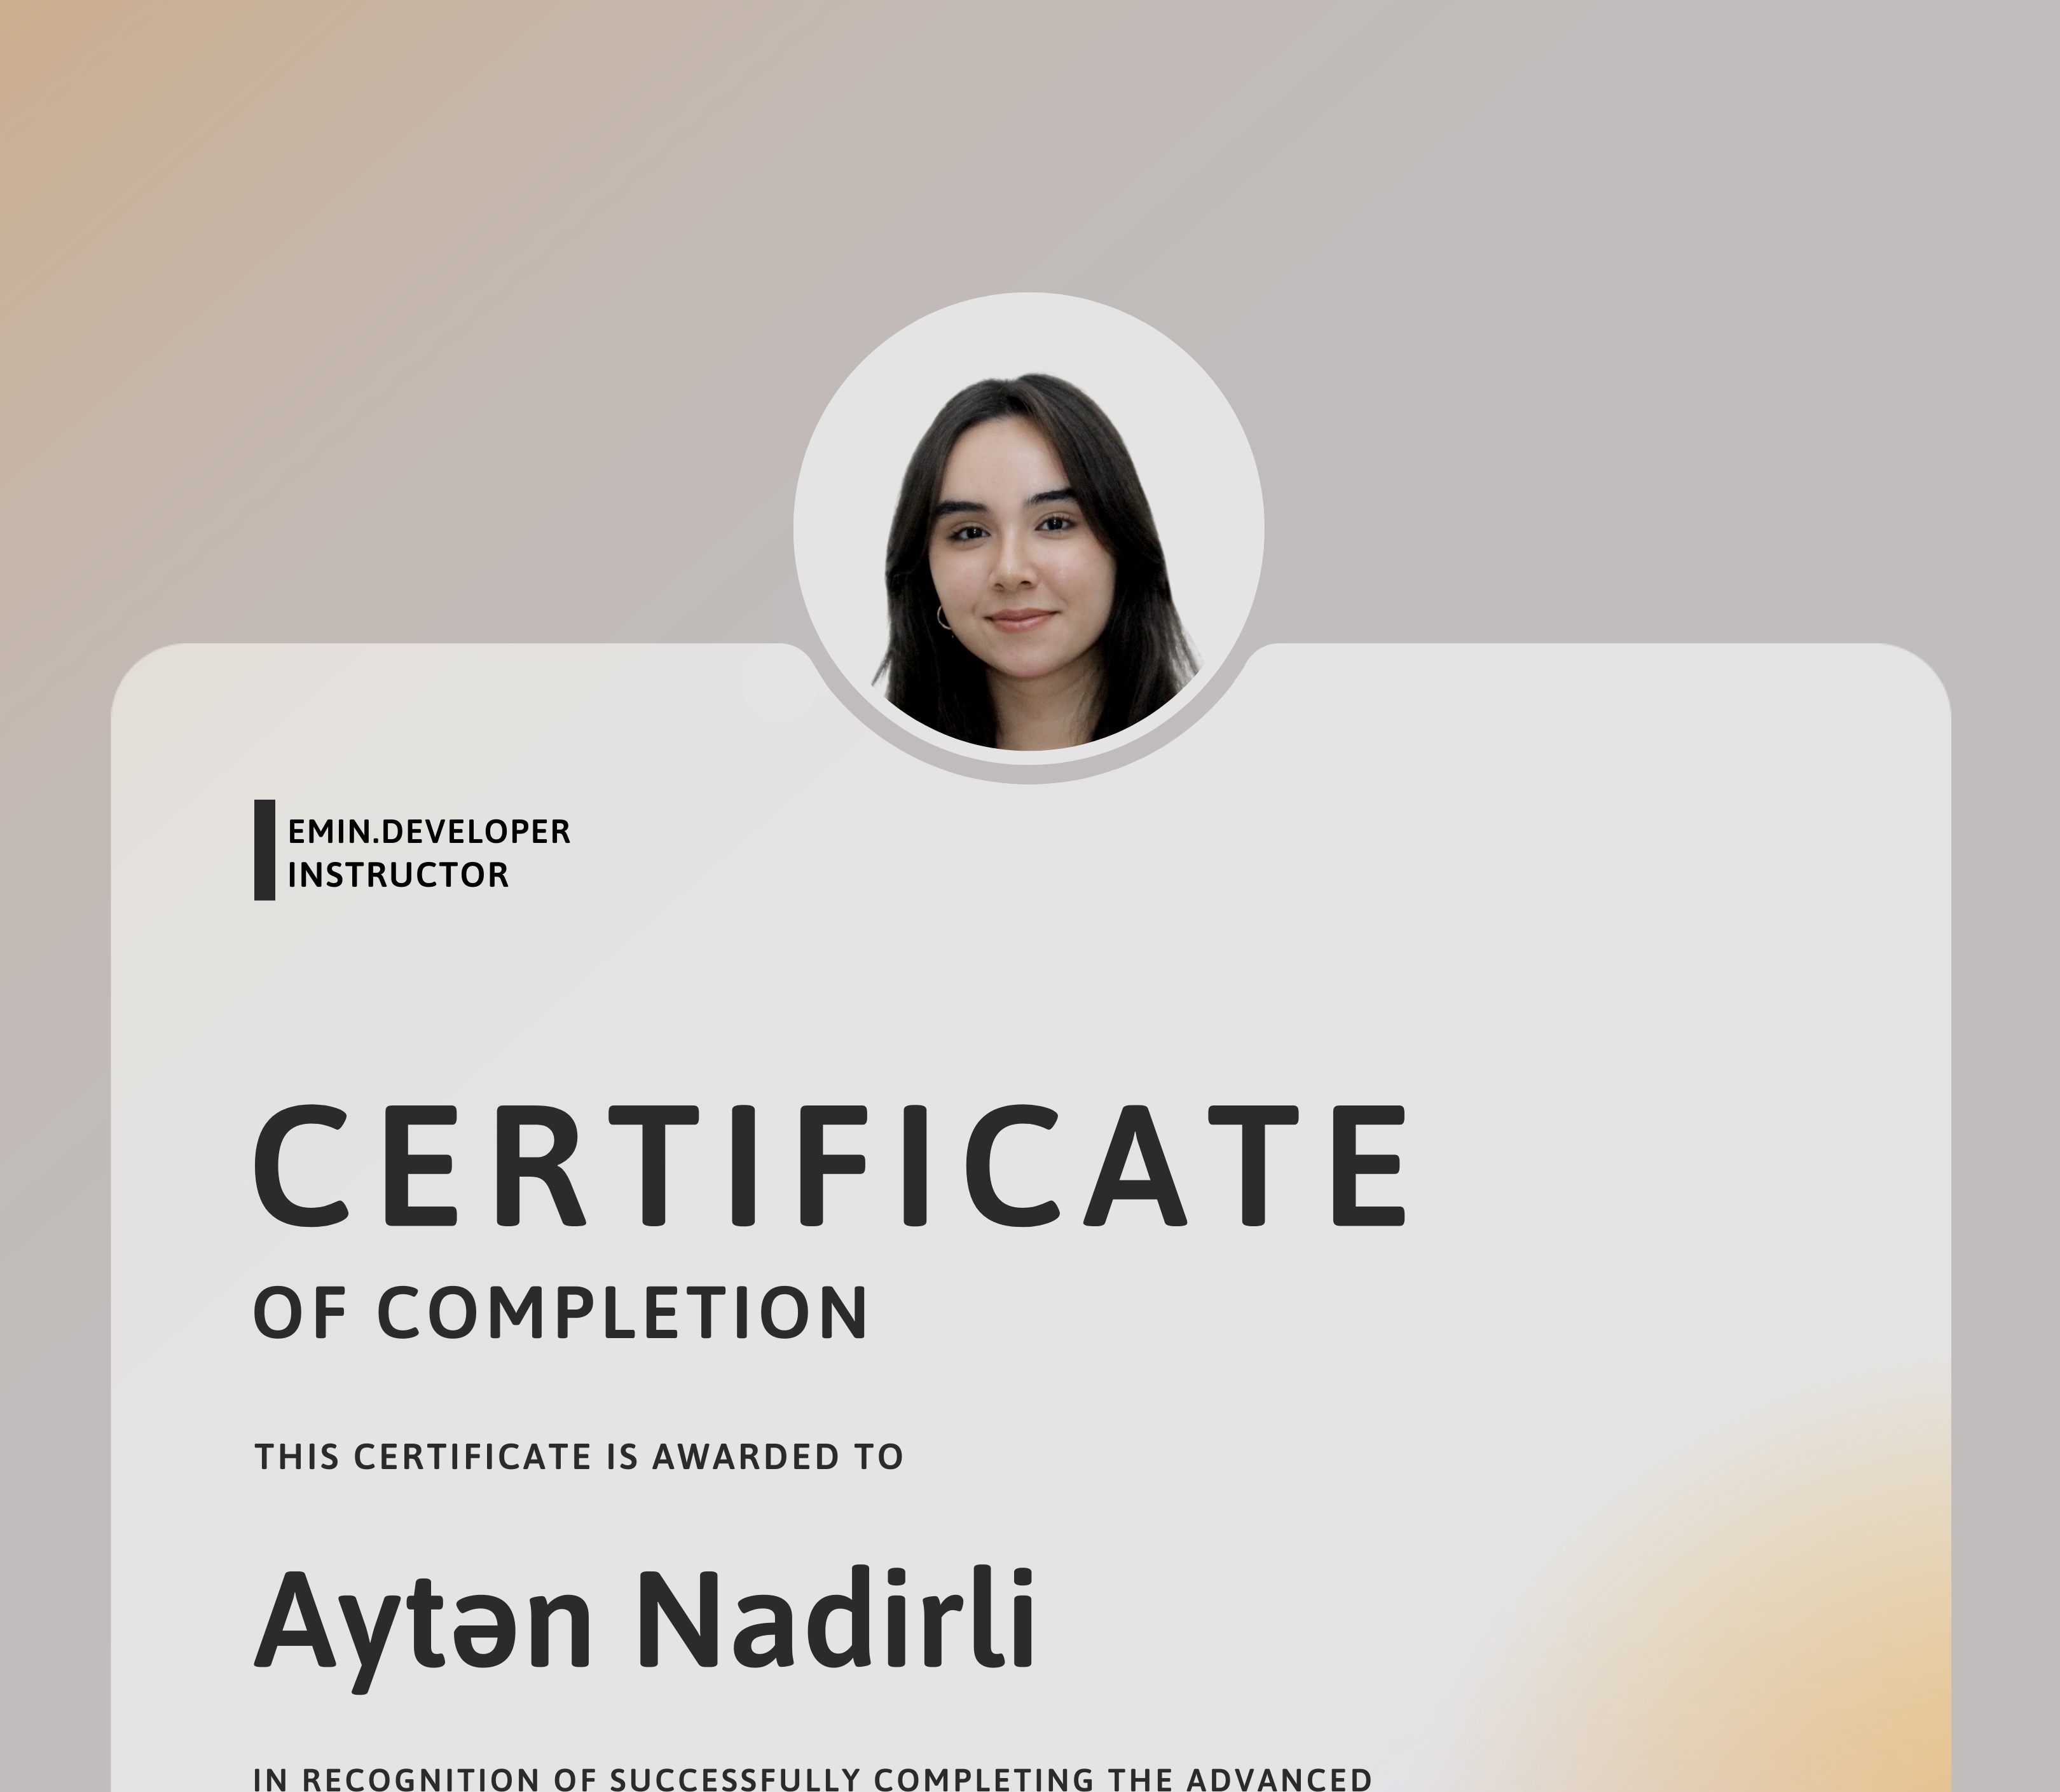 EMIN.DEVELOPER
INSTRUCTOR
CERTIFICATE
OF COMPLETION
THIS CERTIFICATE IS AWARDED TO
Aytən Nadirli
IN RECOGNITION OF SUCCESSFULLY COMPLETING THE ADVANCED